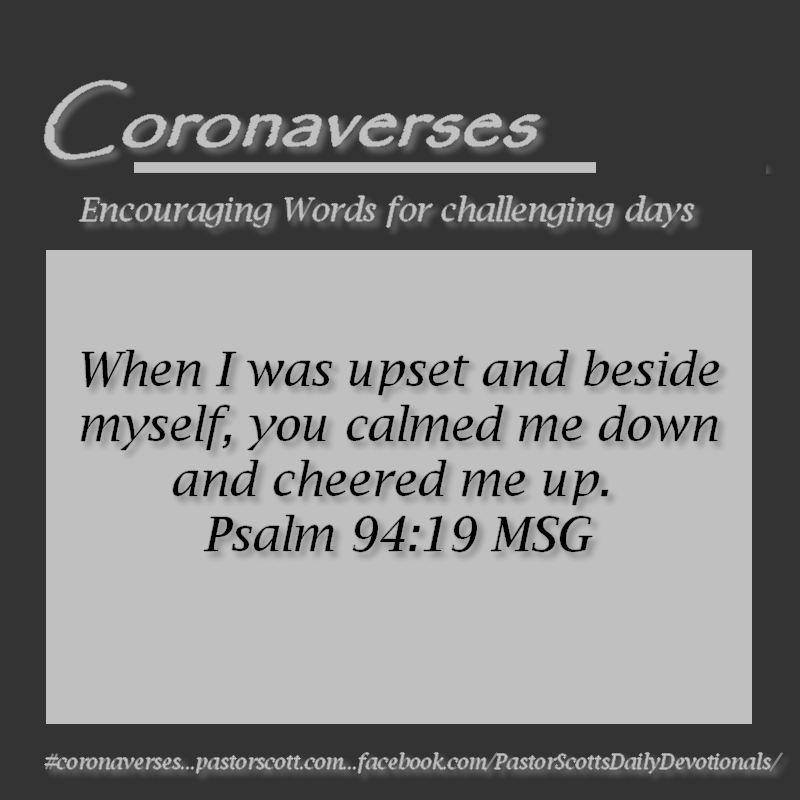 Coronaverses
Encouraging Words for challenging days
When I was upset and beside
myself, you calmed me down
and cheered me up.
Psalm 94:19 MSG
#coronaverses...pastorscott.com...facebook.com/PastorScottsDailyDevotionals/